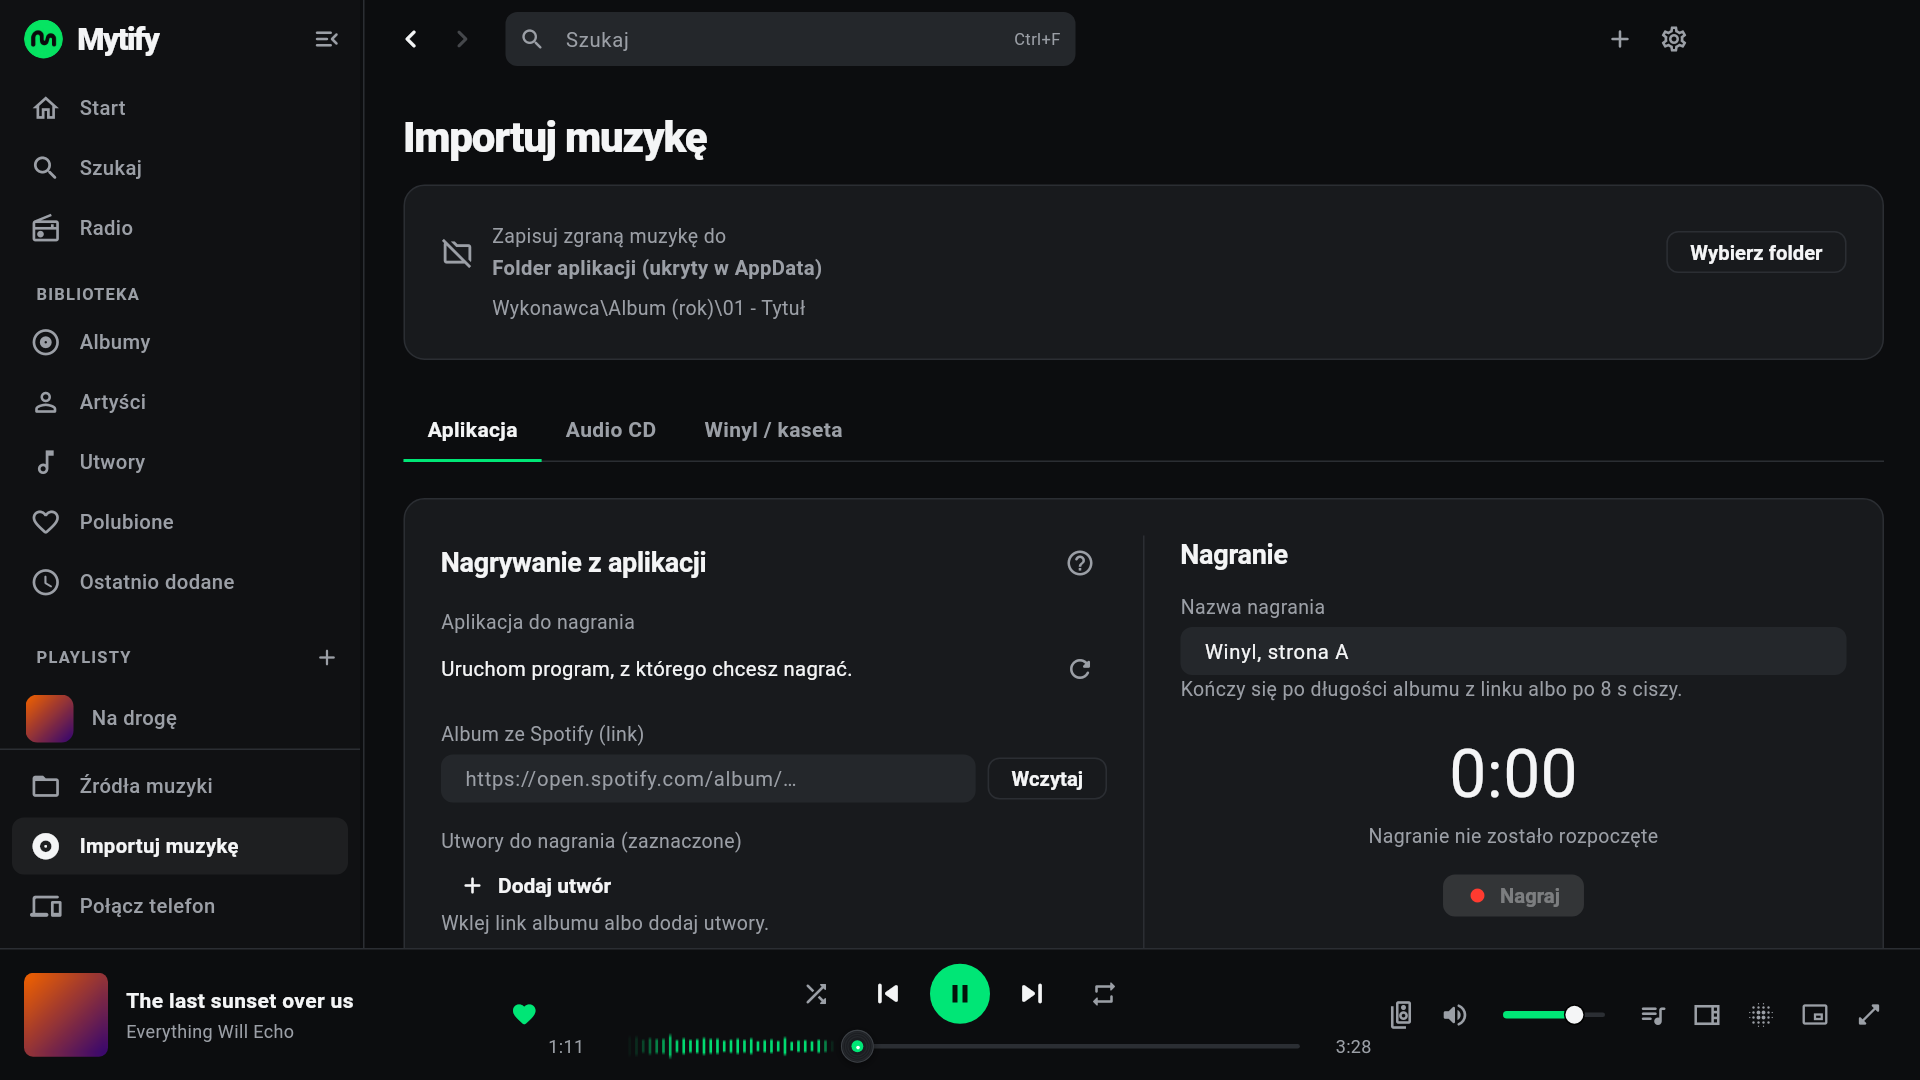 Mytify
Start
Szukaj
Radio
BIBLIOTEKA
Albumy
Artyści
Utwory
Polubione
Ostatnio dodane
PLAYLISTY
Na drogę
Źródła muzyki
Importuj muzykę
Połącz telefon
Szukaj
Ctrl+F
Importuj muzykę
Zapisuj zgraną muzykę do
Folder aplikacji (ukryty w AppData)
Wykonawca\Album (rok)\01 - Tytuł
Wybierz folder
Aplikacja
Audio CD
Winyl / kaseta
Nagrywanie z aplikacji
Aplikacja do nagrania
Uruchom program, z którego chcesz nagrać.
Album ze Spotify (link)
https://open.spotify.com/album/…
Wczytaj
Utwory do nagrania (zaznaczone)
Dodaj utwór
Wklej link albumu albo dodaj utwory.
Nagranie
Nazwa nagrania
Winyl, strona A
Kończy się po długości albumu z linku albo po 8 s ciszy.
0:00
Nagranie nie zostało rozpoczęte
Nagraj
The last sunset over us
Everything Will Echo
1:11
3:28